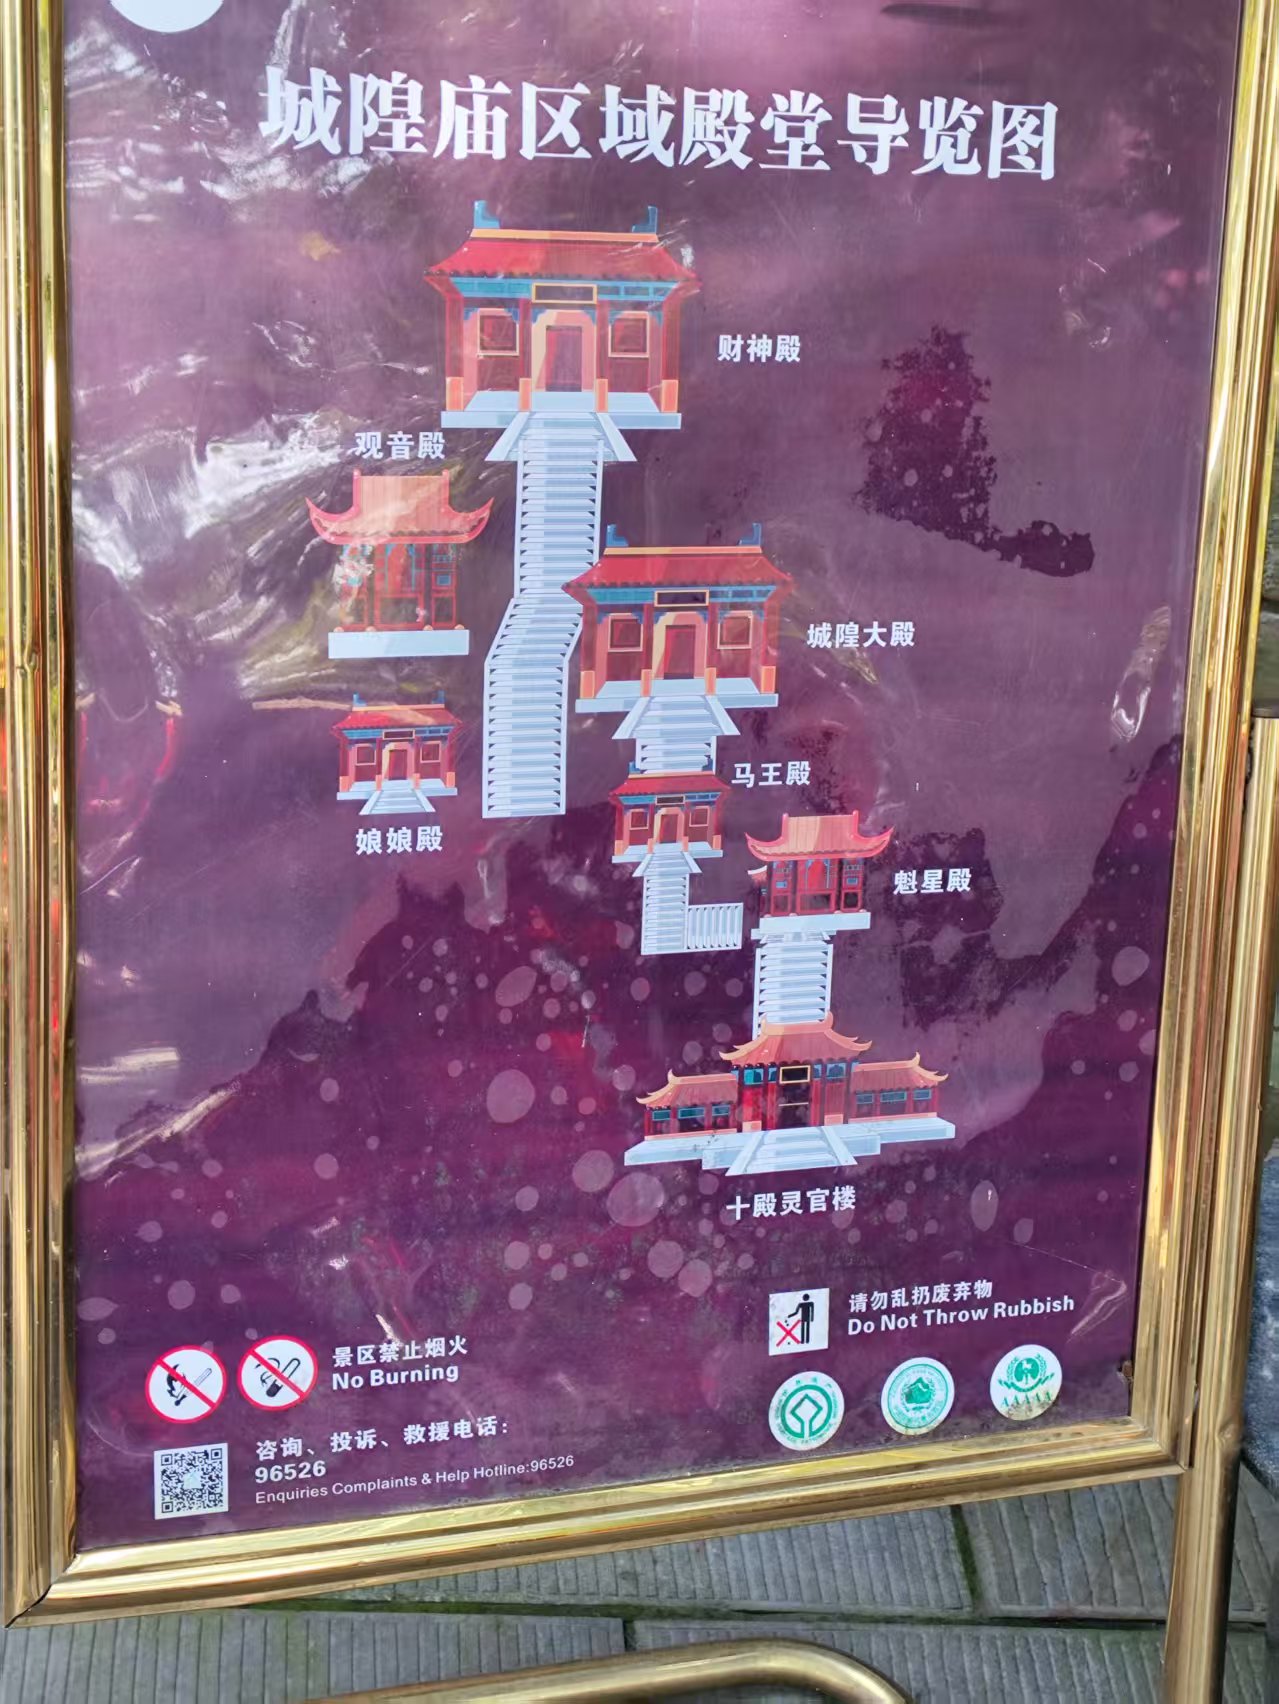 城隍庙区域殿堂导览图
财神殿
观音殿
城隍大殿
马王殿
娘娘殿
魁星殿
十殿灵官楼
请勿乱扔废弃物
Do Not Throw Rubbish
景区禁止烟火
No Burning
咨询、投诉、救援电话:
96526
Enquiries Complaints & Help Hotline:96526
AAAAA